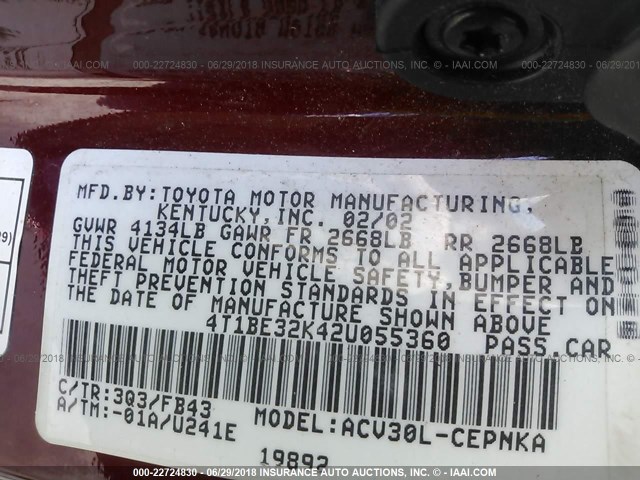 000-22724830 - 06/29/2018 - INSURANCE AUTO AUCTIONS, INC. © - IAAI.COM
MFD.BY:TOYOTA MOTOR MANUFACTURING,
KENTUCKY,INC. 02/02
GVWR 4134LB GAWR FR 2668LB RR 2668LB
THIS VEHICLE CONFORMS TO ALL APPLICABLE
FEDERAL MOTOR VEHICLE SAFETY,BUMPER AND
THEFT PREVENTION STANDARDS IN EFFECT ON
THE DATE OF MANUFACTURE SHOWN ABOVE
4T1BE32K42U055360 PASS.CAR
C/TR:3Q3/FB43
A/TM:-01A/U241E
MODEL:ACV30L-CEPNKA
19892
000-22724830 - 06/29/2018 - INSURANCE AUTO AUCTIONS, INC. © - IAAI.COM